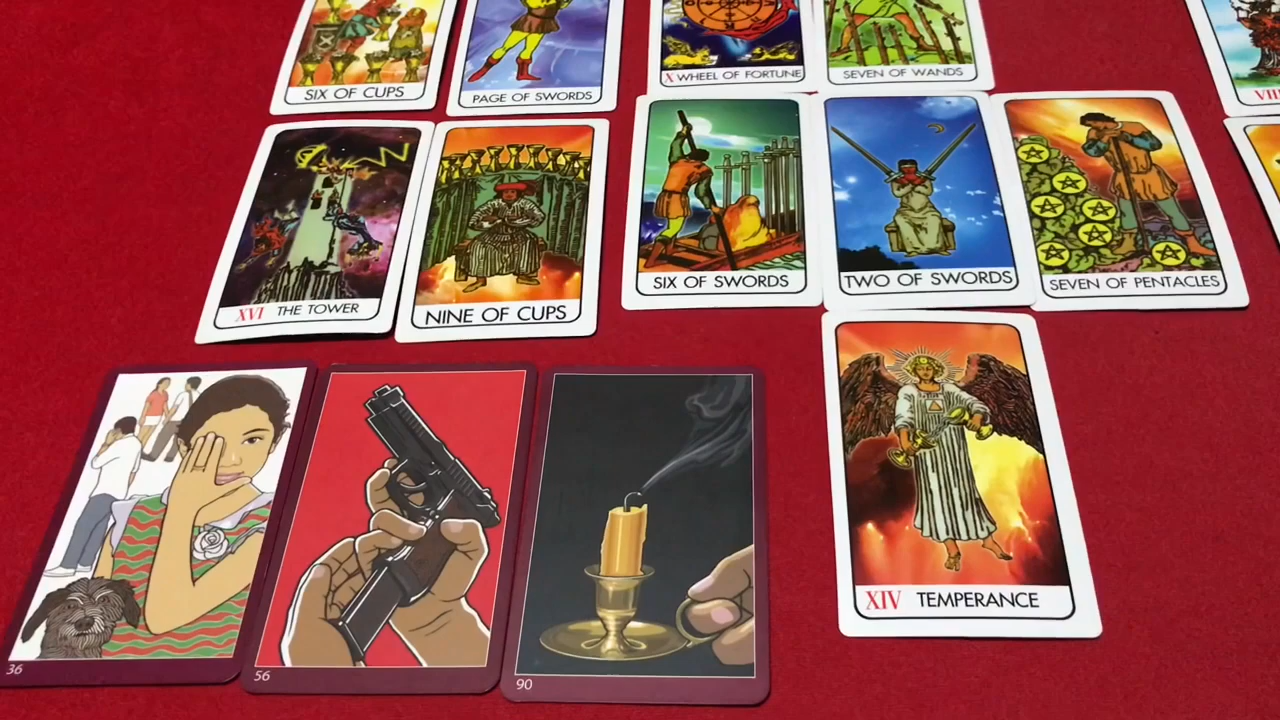 SIX OF CUPS
PAGE OF SWORDS
X WHEEL OF FORTUNE
SEVEN OF WANDS
VIII
XVI THE TOWER
NINE OF CUPS
SIX OF SWORDS
TWO OF SWORDS
SEVEN OF PENTACLES
XIV TEMPERANCE
36
56
90